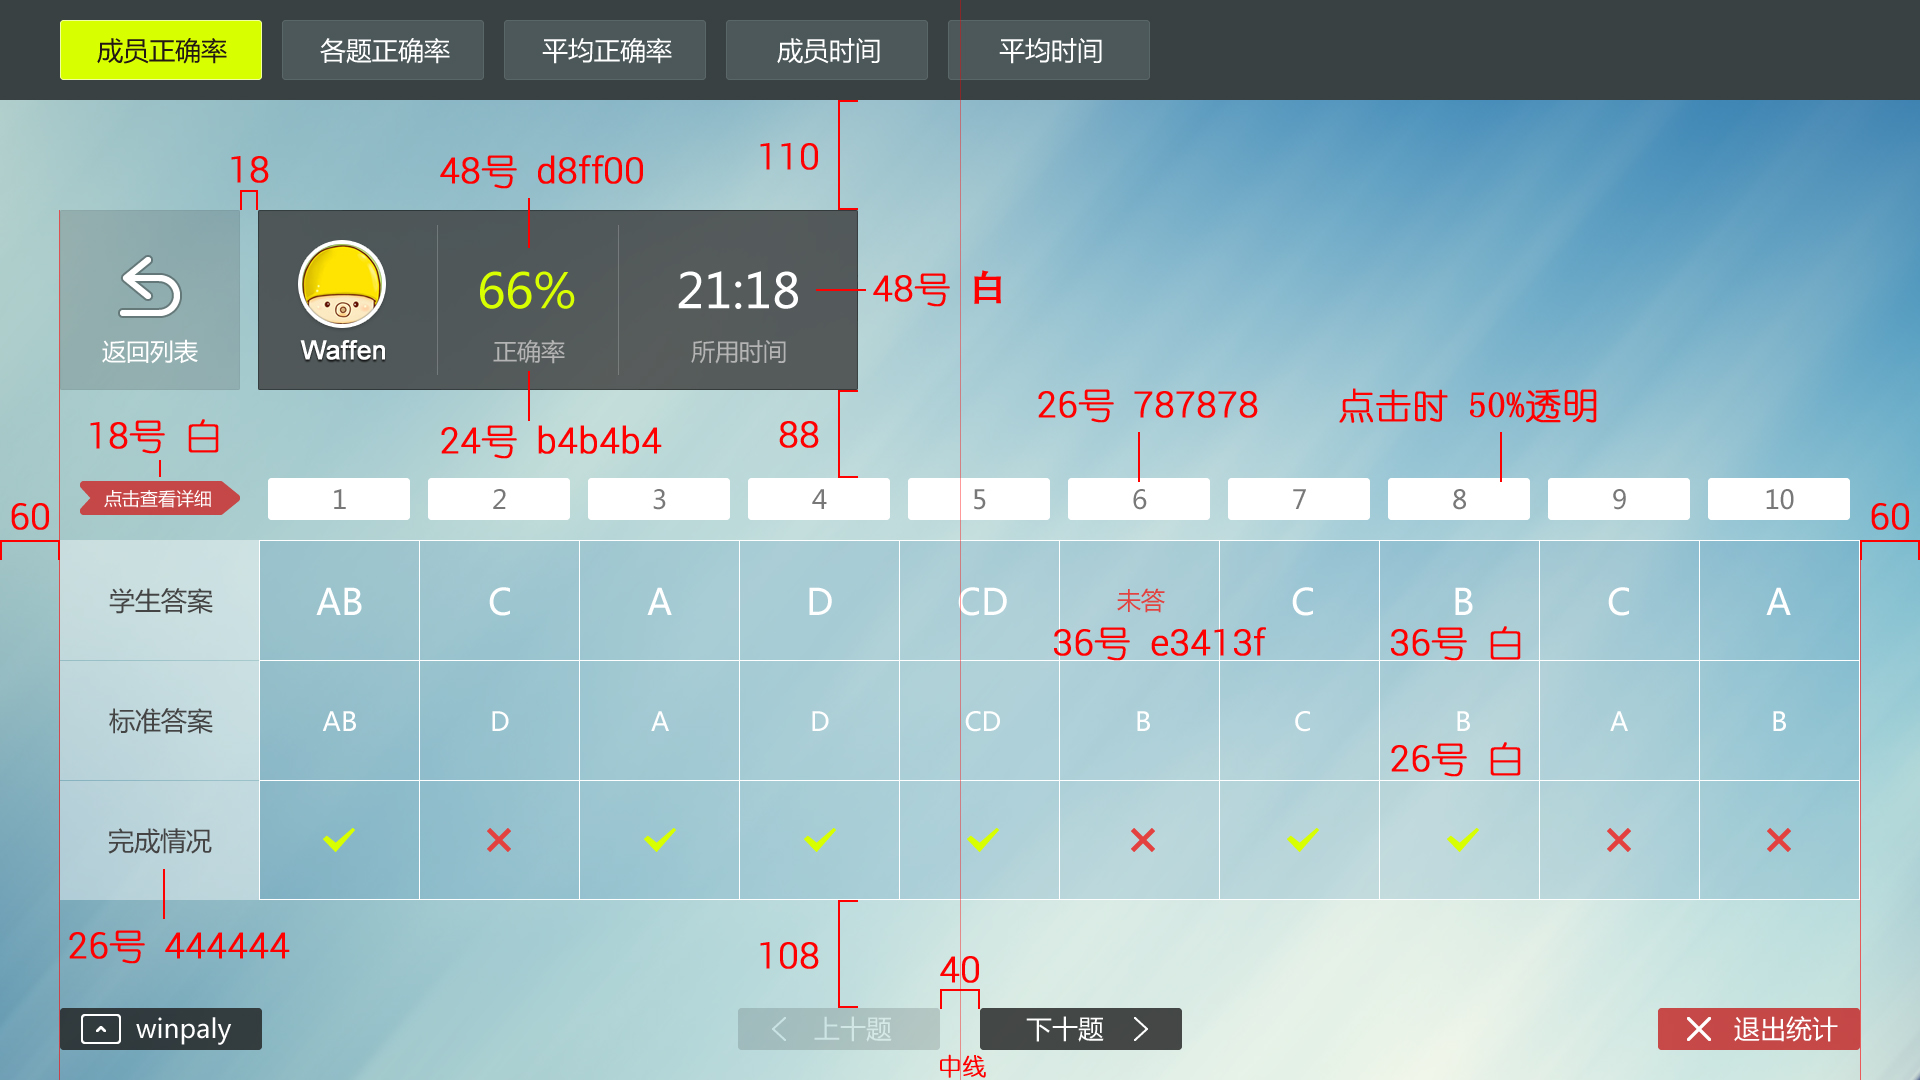 成员正确率 各题正确率 平均正确率 成员时间 平均时间
110
18 48号 d8ff00
66% 21:18 48号 白
返回列表 Waffen 正确率 所用时间
26号 787878 点击时 50%透明
18号 白 24号 b4b4b4 88
点击查看详细 1 2 3 4 5 6 7 8 9 10
60 60
学生答案 AB C A D CD 未答 C B C A
36号 e3413f 36号 白
标准答案 AB D A D CD B C B A B
26号 白
完成情况
26号 444444 108
40
winpaly 上十题 下十题 退出统计
中线